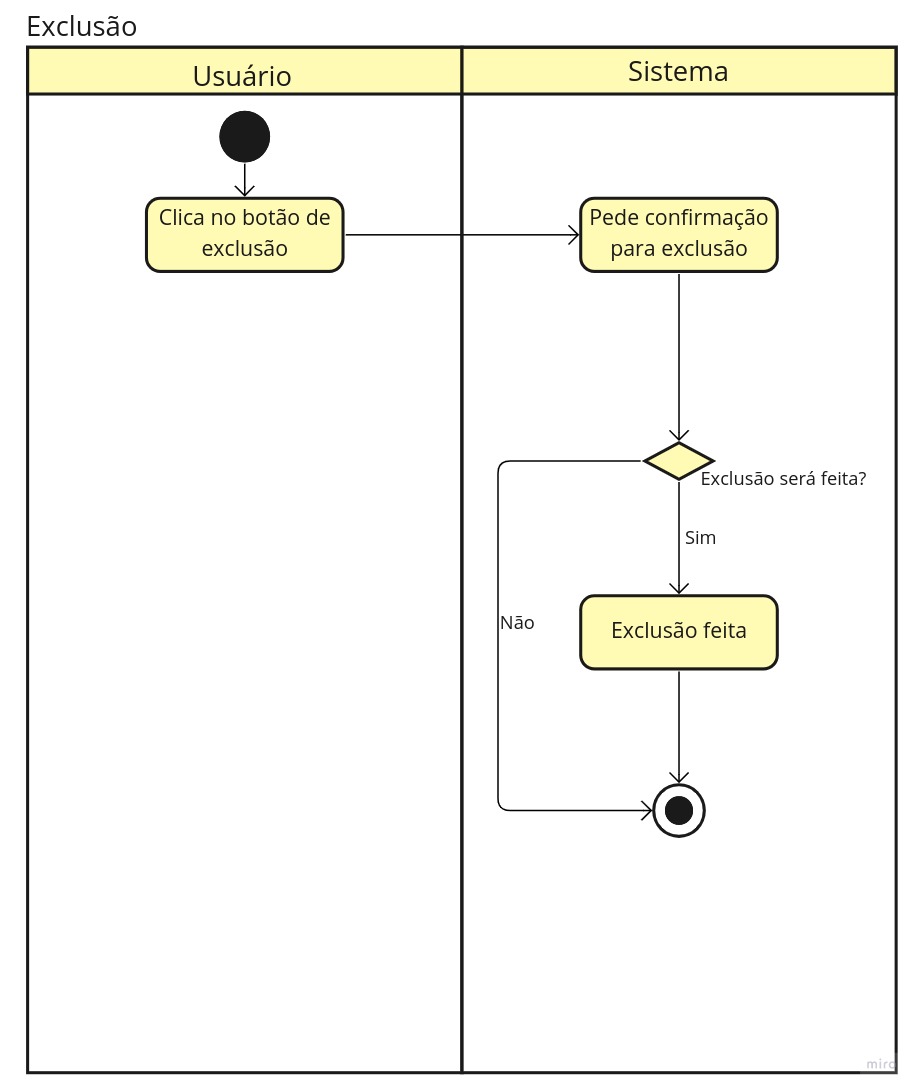 Exclusão
Usuário
Sistema
Clica no botão de
exclusão
Pede confirmação
para exclusão
Exclusão será feita?
Sim
Não
Exclusão feita
miro